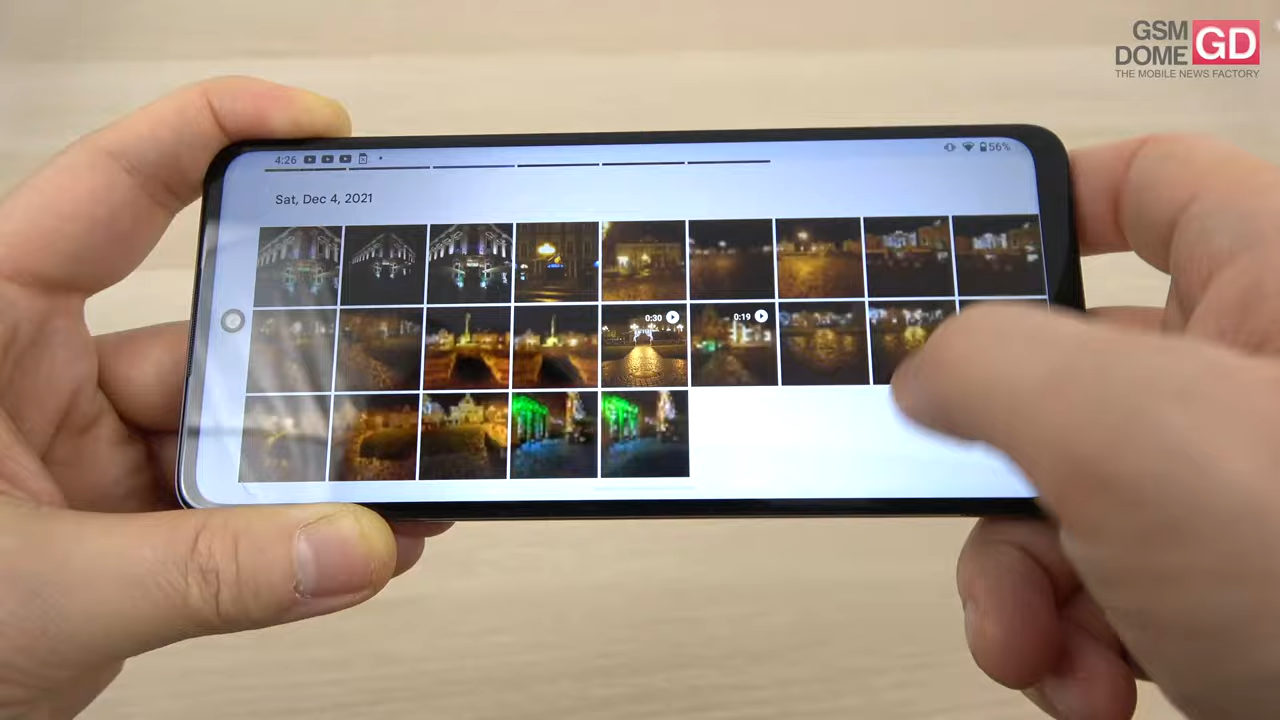 GSM
DOME GD
THE MOBILE NEWS FACTORY
4:26
56%
Sat, Dec 4, 2021
0:30
0:19